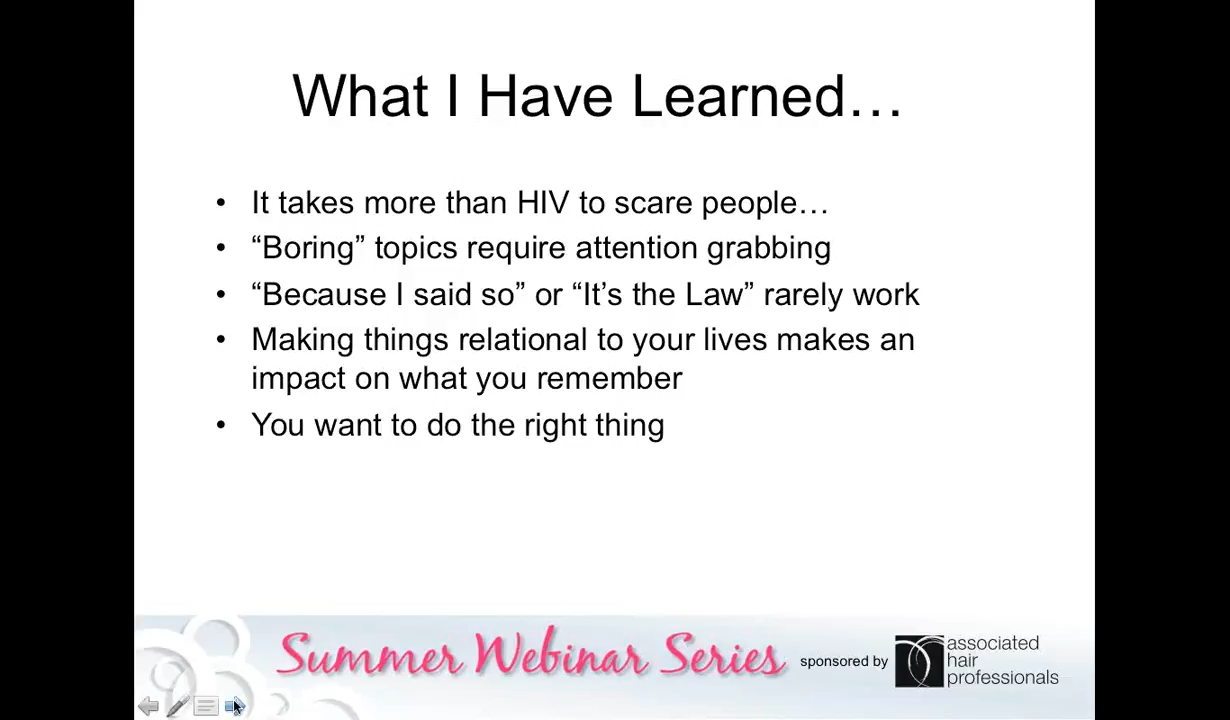 What I Have Learned…
• It takes more than HIV to scare people…
• “Boring” topics require attention grabbing
• “Because I said so” or “It’s the Law” rarely work
• Making things relational to your lives makes an
impact on what you remember
• You want to do the right thing
Summer Webinar Series
sponsored by
associated
hair
professionals